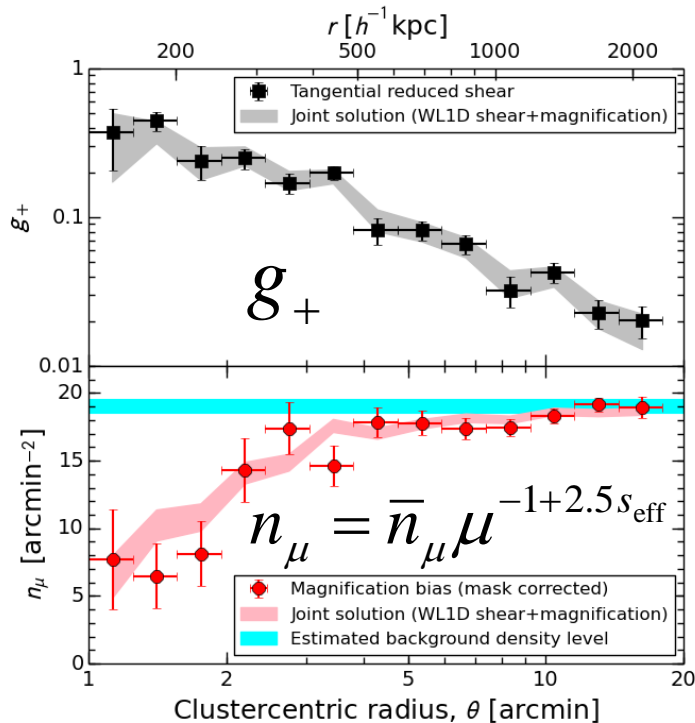 r [h⁻¹kpc]
200 500 1000 2000
1
0.1
0.01
g₊
Tangential reduced shear
Joint solution (WL1D shear+magnification)
g₊
20
15
10
5
0
n_μ [arcmin⁻²]
n_μ = n̅_μ μ^{-1+2.5s_eff}
Magnification bias (mask corrected)
Joint solution (WL1D shear+magnification)
Estimated background density level
1 2 5 10 20
Clustercentric radius, θ [arcmin]